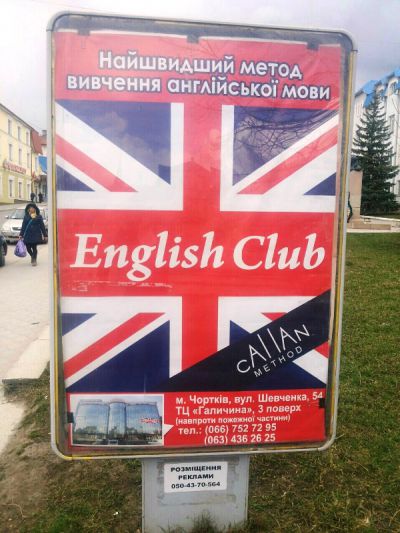 Найшвидший метод
вивчення англійської мови
English Club
CAllAN
METHOD
м. Чортків, вул. Шевченка, 54
ТЦ «Галичина», 3 поверх
(навпроти пожежної частини)
тел.: (066) 752 72 95
(063) 436 26 25
РОЗМІЩЕННЯ
РЕКЛАМИ
050-43-70-564